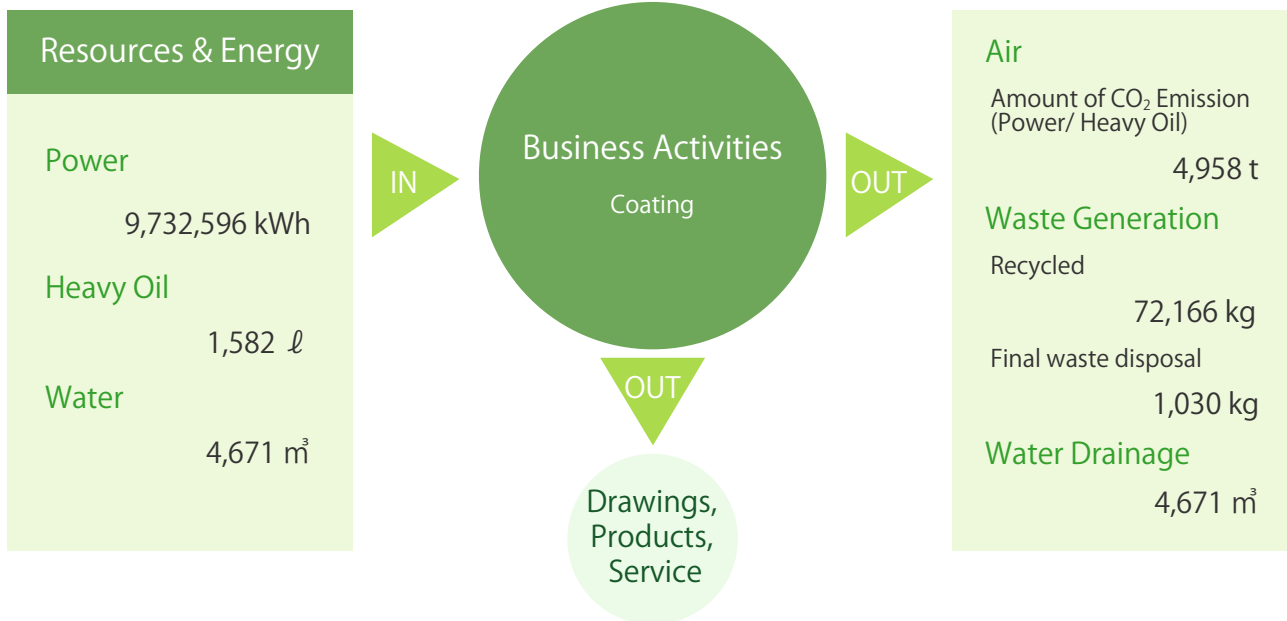 Resources & Energy
Power
9,732,596 kWh
Heavy Oil
1,582 ℓ
Water
4,671 ㎥
IN
Business Activities
Coating
OUT
OUT
Drawings,
Products,
Service
Air
Amount of CO₂ Emission
(Power/ Heavy Oil)
4,958 t
Waste Generation
Recycled
72,166 kg
Final waste disposal
1,030 kg
Water Drainage
4,671 ㎥